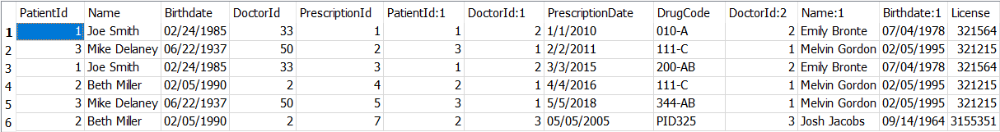 PatientId Name Birthdate DoctorId PrescriptionId PatientId:1 DoctorId:1 PrescriptionDate DrugCode DoctorId:2 Name:1 Birthdate:1 License
1 1 Joe Smith 02/24/1985 33 1 1 2 1/1/2010 010-A 2 Emily Bronte 07/04/1978 321564
2 3 Mike Delaney 06/22/1937 50 2 3 1 2/2/2011 111-C 1 Melvin Gordon 02/05/1995 321215
3 1 Joe Smith 02/24/1985 33 3 1 2 3/3/2015 200-AB 2 Emily Bronte 07/04/1978 321564
4 2 Beth Miller 02/05/1990 2 4 2 1 4/4/2016 111-C 1 Melvin Gordon 02/05/1995 321215
5 3 Mike Delaney 06/22/1937 50 5 3 1 5/5/2018 344-AB 1 Melvin Gordon 02/05/1995 321215
6 2 Beth Miller 02/05/1990 2 7 2 3 05/05/2005 PID325 3 Josh Jacobs 09/14/1964 3155351